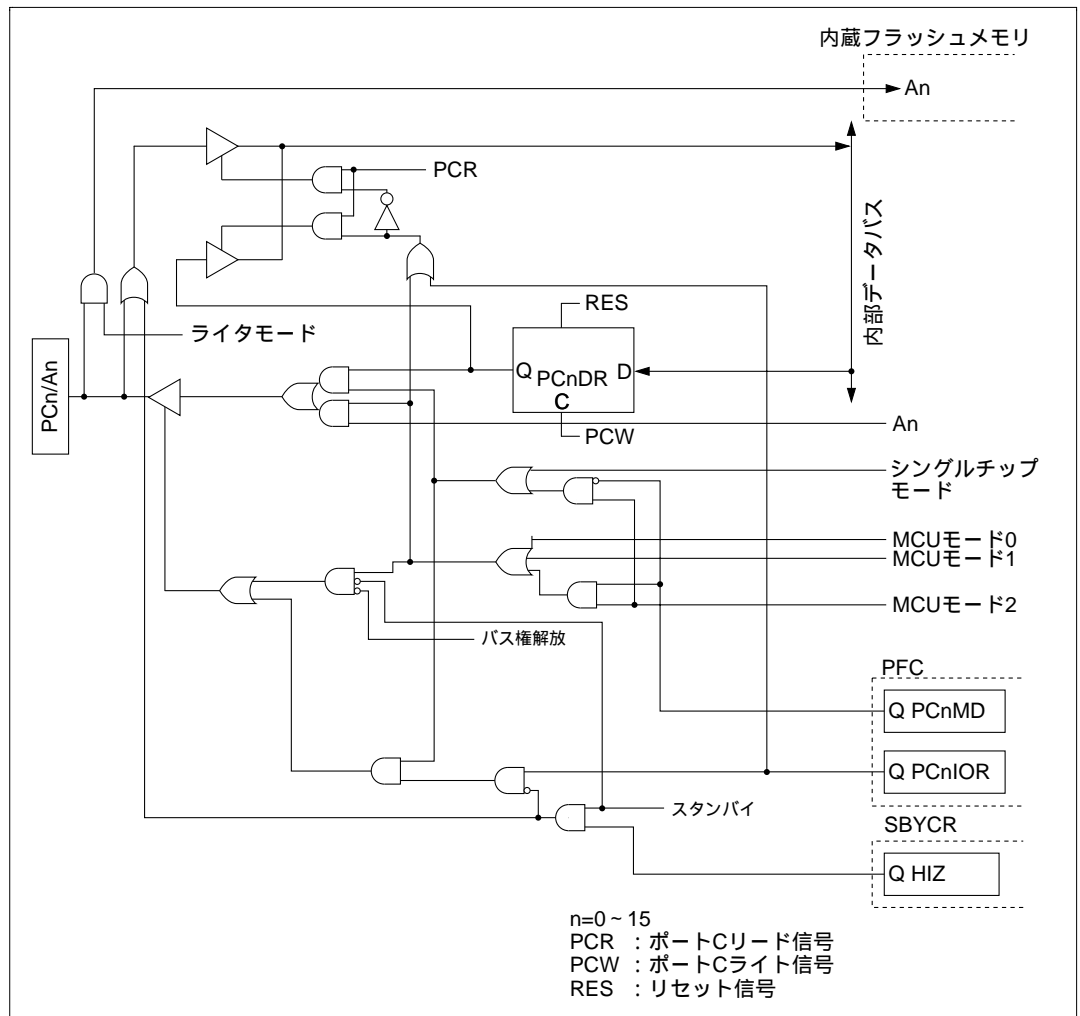 内蔵フラッシュメモリ
An
PCR
内部データバス
RES
ライタモード
PCn/An
Q PCnDR D
C
PCW
An
シングルチップ
モード
MCUモード0
MCUモード1
MCUモード2
バス権解放
PFC
Q PCnMD
Q PCnIOR
スタンバイ
SBYCR
Q HIZ
n=0~15
PCR :ポートCリード信号
PCW :ポートCライト信号
RES :リセット信号